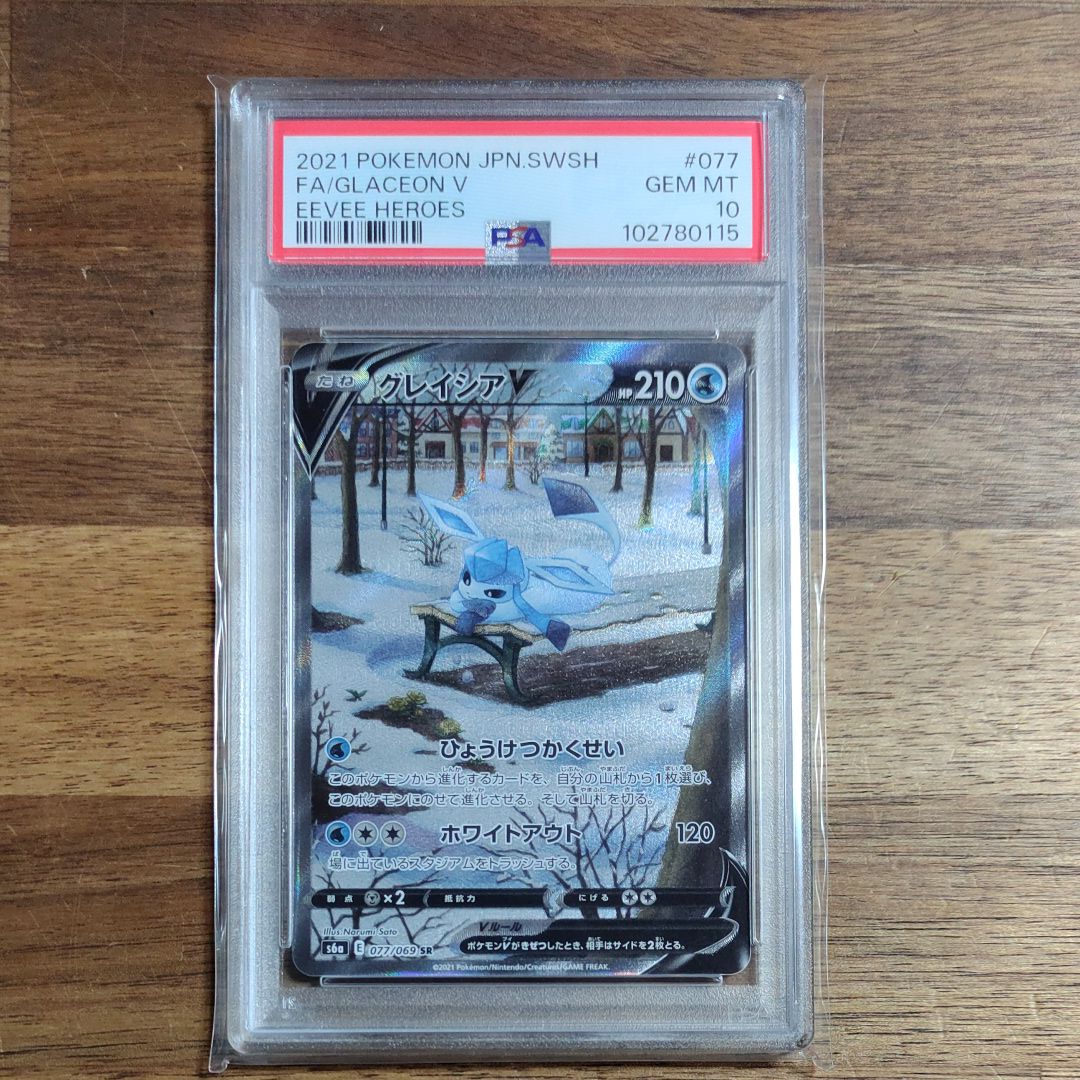 2021 POKEMON JPN.SWSH #077
FA/GLACEON V GEM MT
EEVEE HEROES 10
PSA 102780115
たね グレイシアV HP210
ひょうけつかくせい
このポケモンから進化するカードを、自分の山札から1枚選び、
このポケモンにのせて進化させる。そして山札を切る。
ホワイトアウト 120
場に出ているスタジアムをトラッシュする。
弱点 ×2 抵抗力 にげる
Vルール
ポケモンVがきぜつしたとき、相手はサイドを2枚とる。
Illus. Narumi Sato
s6a E 077/069 SR
©2021 Pokémon/Nintendo/Creatures/GAME FREAK.